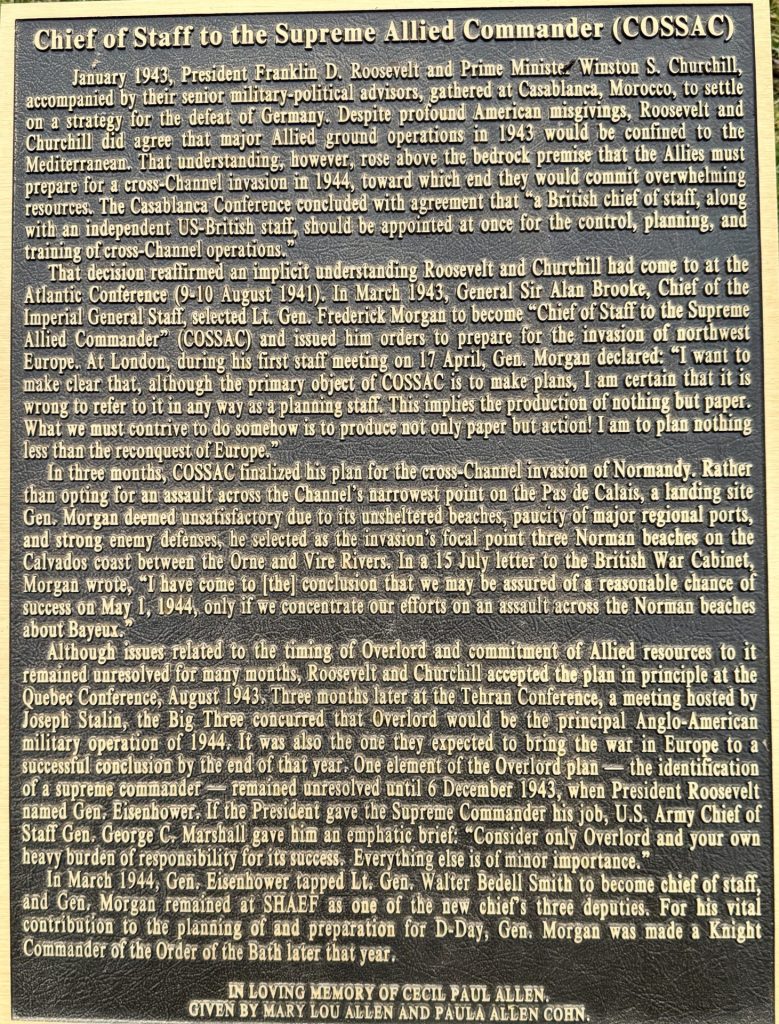 Chief of Staff to the Supreme Allied Commander (COSSAC)
January 1943, President Franklin D. Roosevelt and Prime Minister Winston S. Churchill,
accompanied by their senior military-political advisors, gathered at Casablanca, Morocco, to settle
on a strategy for the defeat of Germany. Despite profound American misgivings, Roosevelt and
Churchill did agree that major Allied ground operations in 1943 would be confined to the
Mediterranean. That understanding, however, rose above the bedrock premise that the Allies must
prepare for a cross-Channel invasion in 1944, toward which end they would commit overwhelming
resources. The Casablanca Conference concluded with agreement that “a British chief of staff, along
with an independent US-British staff, should be appointed at once for the control, planning, and
training of cross-Channel operations.”
That decision reaffirmed an implicit understanding Roosevelt and Churchill had come to at the
Atlantic Conference (9-10 August 1941). In March 1943, General Sir Alan Brooke, Chief of the
Imperial General Staff, selected Lt. Gen. Frederick Morgan to become “Chief of Staff to the Supreme
Allied Commander” (COSSAC) and issued him orders to prepare for the invasion of northwest
Europe. At London, during his first staff meeting on 17 April, Gen. Morgan declared: “I want to
make clear that, although the primary object of COSSAC is to make plans, I am certain that it is
wrong to refer to it in any way as a planning staff. This implies the production of nothing but paper.
What we must contrive to do somehow is to produce not only paper but action! I am to plan nothing
less than the reconquest of Europe.”
In three months, COSSAC finalized his plan for the cross-Channel invasion of Normandy. Rather
than opting for an assault across the Channel’s narrowest point on the Pas de Calais, a landing site
Gen. Morgan deemed unsatisfactory due to its unsheltered beaches, paucity of major regional ports,
and strong enemy defenses, he selected as the invasion’s focal point three Norman beaches on the
Calvados coast between the Orne and Vire Rivers. In a 15 July letter to the British War Cabinet,
Morgan wrote, “I have come to [the] conclusion that we may be assured of a reasonable chance of
success on May 1, 1944, only if we concentrate our efforts on an assault across the Norman beaches
about Bayeux.”
Although issues related to the timing of Overlord and commitment of Allied resources to it
remained unresolved for many months, Roosevelt and Churchill accepted the plan in principle at the
Quebec Conference, August 1943. Three months later at the Tehran Conference, a meeting hosted by
Joseph Stalin, the Big Three concurred that Overlord would be the principal Anglo-American
military operation of 1944. It was also the one they expected to bring the war in Europe to a
successful conclusion by the end of that year. One element of the Overlord plan — the identification
of a supreme commander — remained unresolved until 6 December 1943, when President Roosevelt
named Gen. Eisenhower. If the President gave the Supreme Commander his job, U.S. Army Chief of
Staff Gen. George C. Marshall gave him an emphatic brief: “Consider only Overlord and your own
heavy burden of responsibility for its success. Everything else is of minor importance.”
In March 1944, Gen. Eisenhower tapped Lt. Gen. Walter Bedell Smith to become chief of staff,
and Gen. Morgan remained at SHAEF as one of the new chief’s three deputies. For his vital
contribution to the planning of and preparation for D-Day, Gen. Morgan was made a Knight
Commander of the Order of the Bath later that year.
IN LOVING MEMORY OF CECIL PAUL ALLEN.
GIVEN BY MARY LOU ALLEN AND PAULA ALLEN COHN.